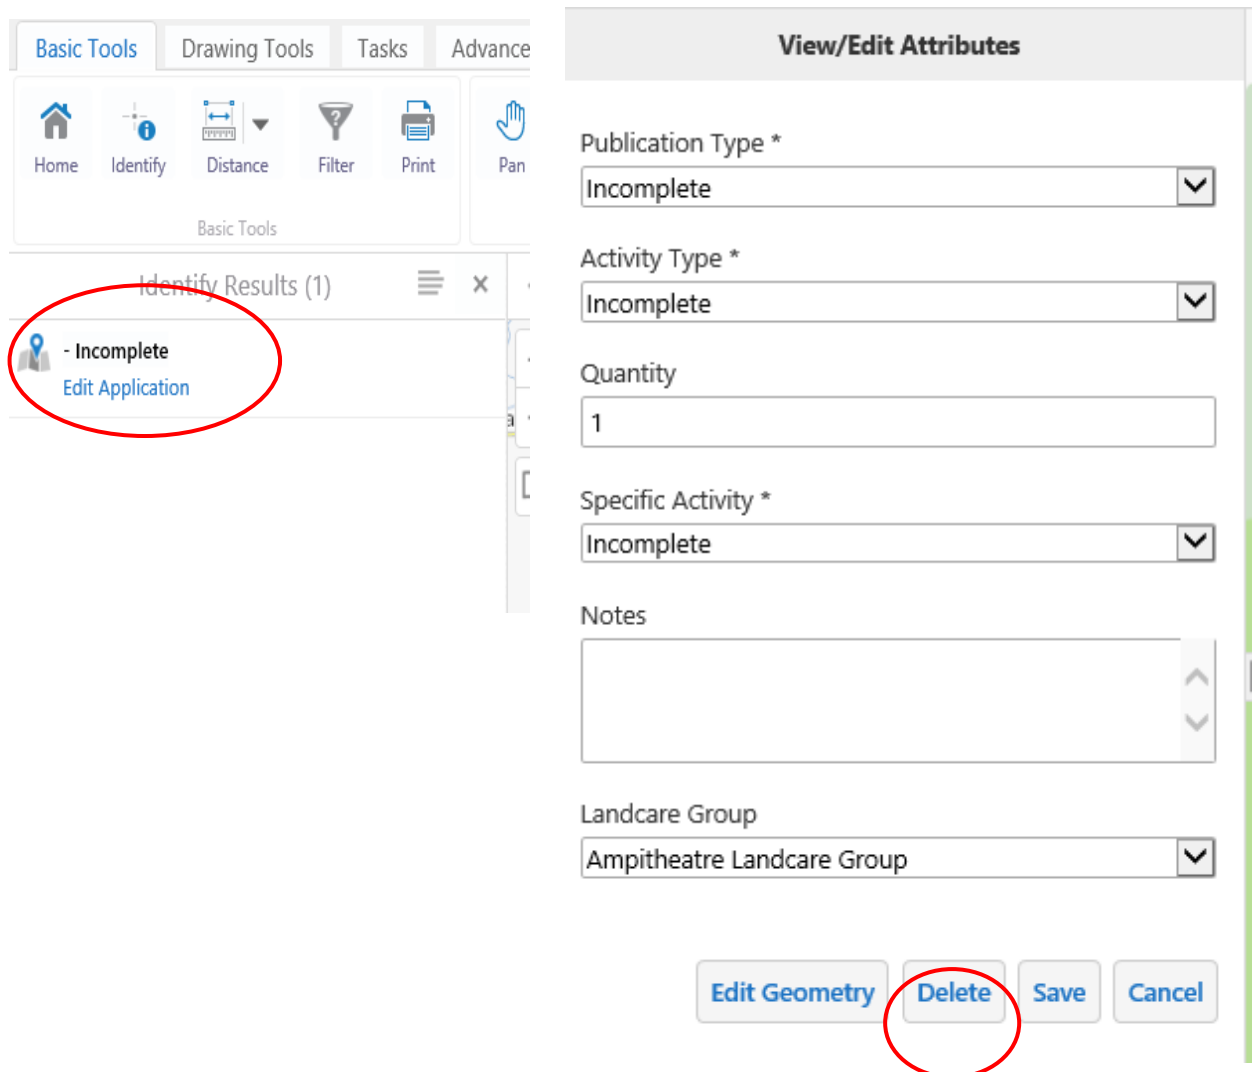 Basic Tools Drawing Tools Tasks Advance
Home Identify Distance Filter Print Pan
Basic Tools
Identify Results (1)
- Incomplete
Edit Application
a
View/Edit Attributes
Publication Type *
Incomplete
Activity Type *
Incomplete
Quantity
1
Specific Activity *
Incomplete
Notes
Landcare Group
Ampitheatre Landcare Group
Edit Geometry Delete Save Cancel